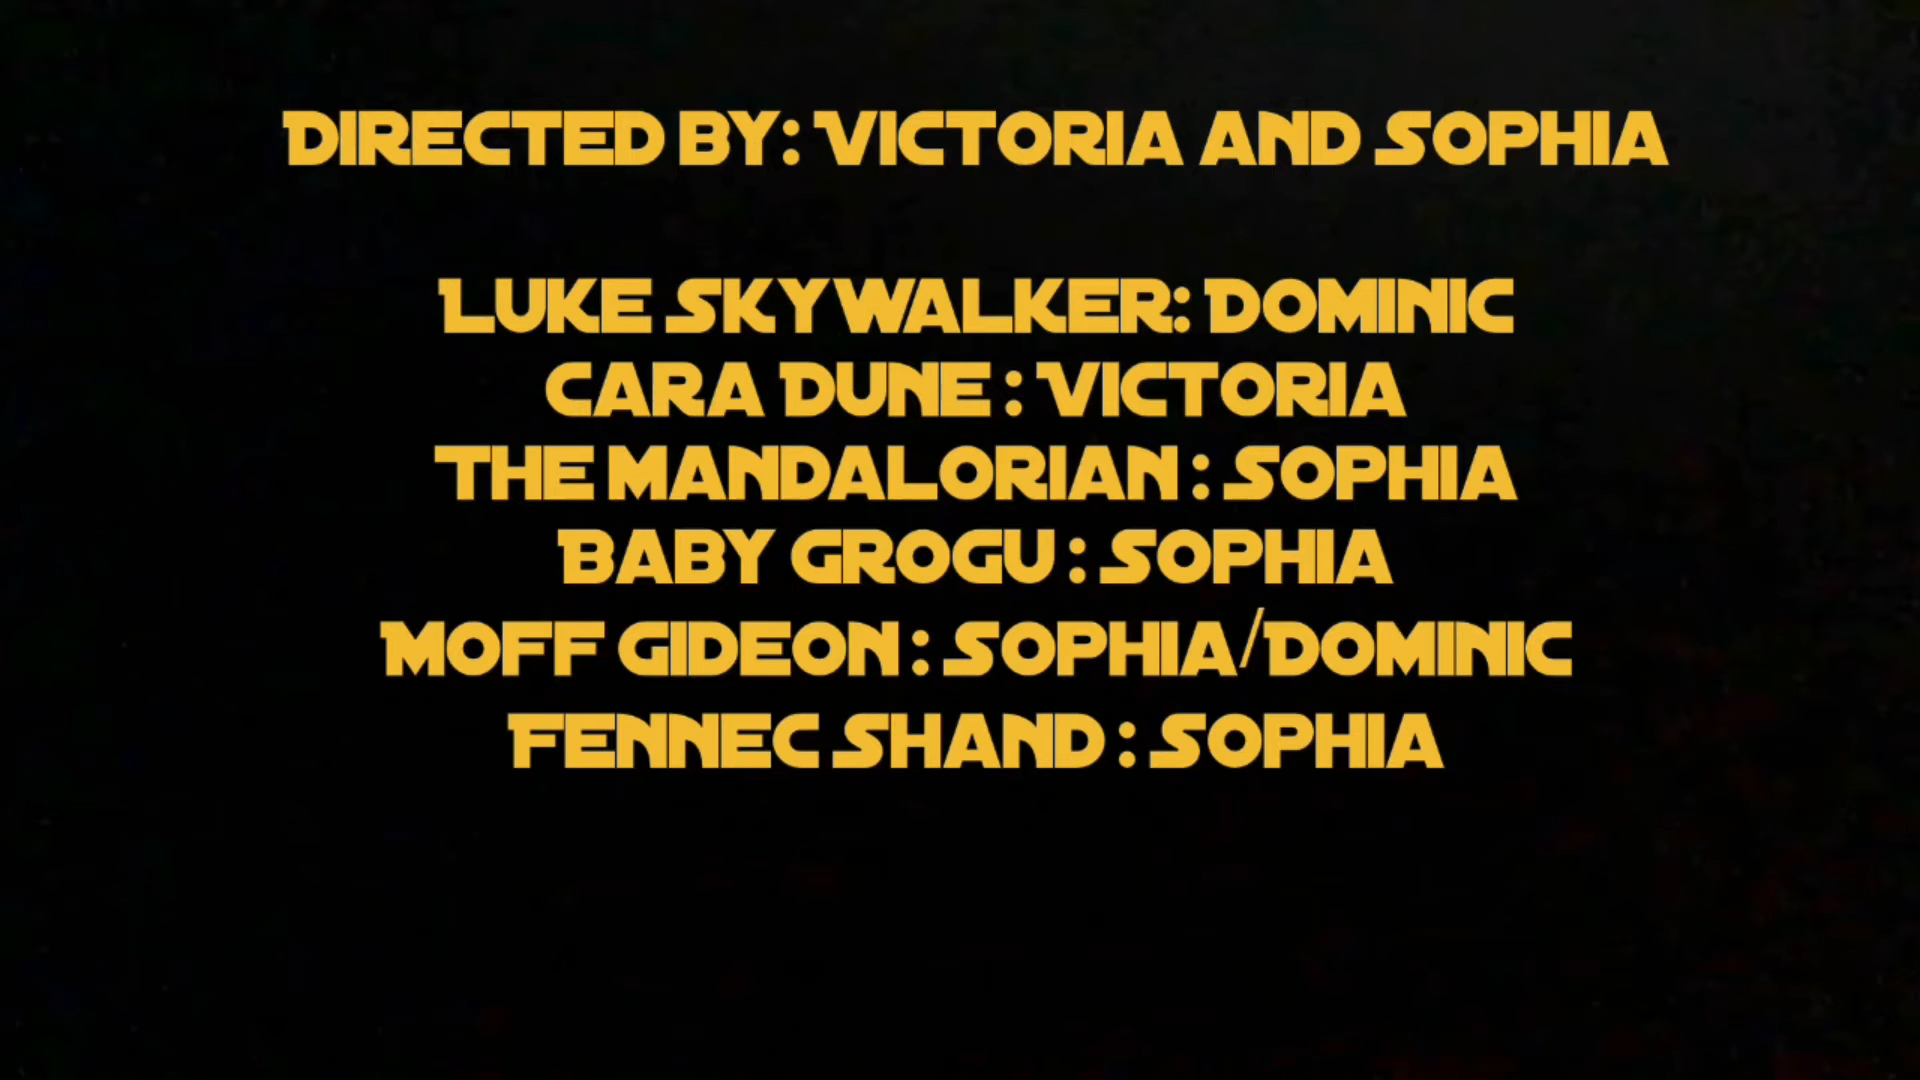 Directed by: Victoria and Sophia
Luke Skywalker: Dominic
Cara Dune : Victoria
The Mandalorian : Sophia
Baby Grogu : Sophia
Moff Gideon : Sophia/Dominic
Fennec Shand : Sophia